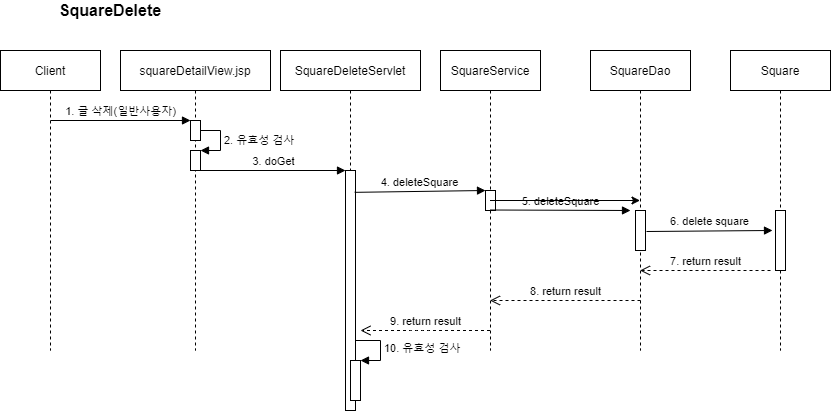 SquareDelete
Client
squareDetailView.jsp
SquareDeleteServlet
SquareService
SquareDao
Square
1. 글 삭제(일반사용자)
2. 유효성 검사
3. doGet
4. deleteSquare
5. deleteSquare
6. delete square
7. return result
8. return result
9. return result
10. 유효성 검사